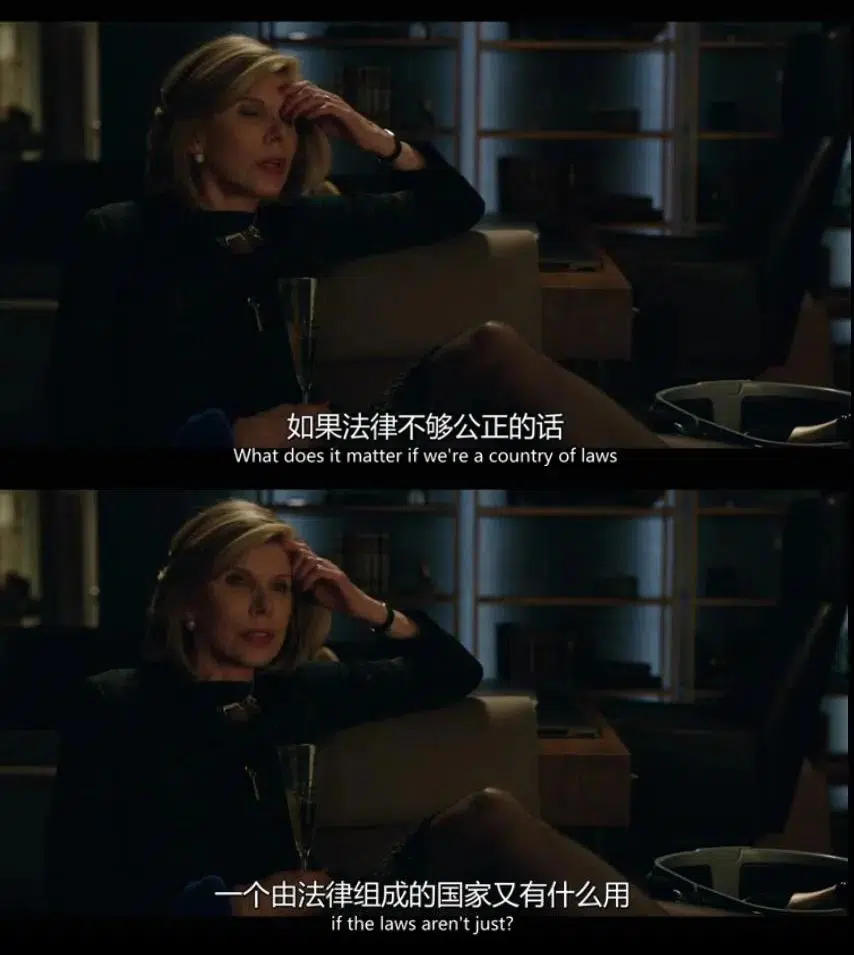 如果法律不够公正的话
What does it matter if we're a country of laws
一个由法律组成的国家又有什么用
if the laws aren't just?